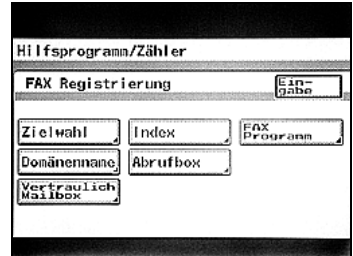 Hilfsprogramm/Zähler
FAX Registrierung
Ein-
gabe
Zielwahl
Index
FAX
Programm
Domänenname
Abrufbox
Vertraulich
Mailbox